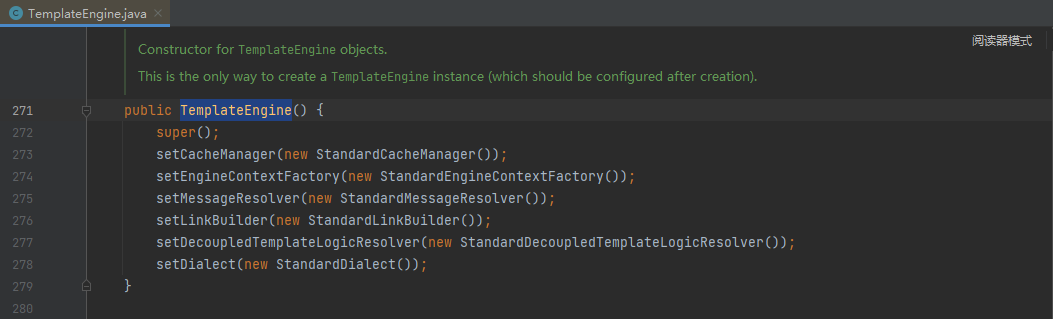 TemplateEngine.java
阅读器模式
Constructor for TemplateEngine objects.
This is the only way to create a TemplateEngine instance (which should be configured after creation).
271 public TemplateEngine() {
272 super();
273 setCacheManager(new StandardCacheManager());
274 setEngineContextFactory(new StandardEngineContextFactory());
275 setMessageResolver(new StandardMessageResolver());
276 setLinkBuilder(new StandardLinkBuilder());
277 setDecoupledTemplateLogicResolver(new StandardDecoupledTemplateLogicResolver());
278 setDialect(new StandardDialect());
279 }
280